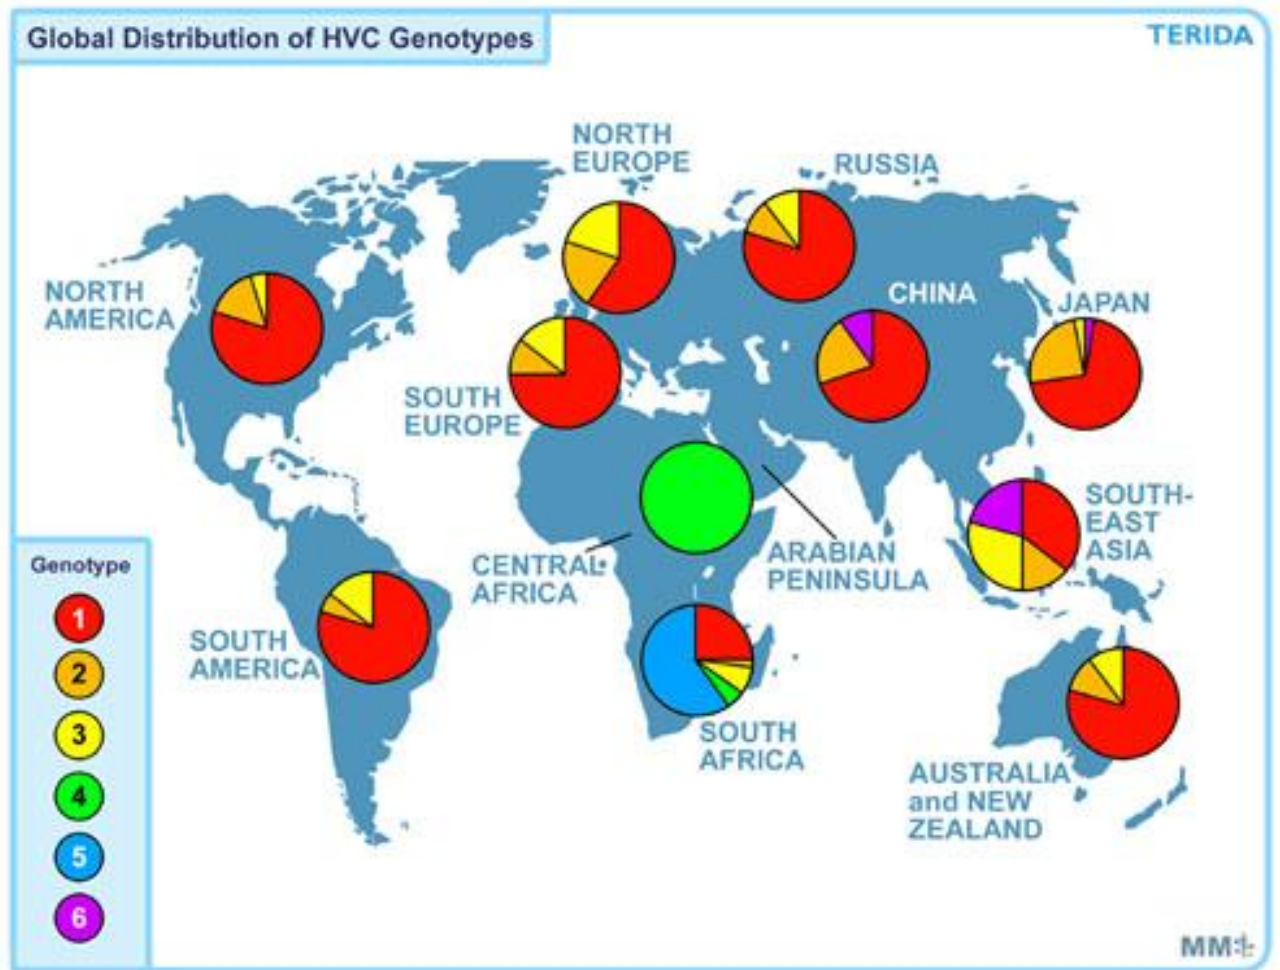 Global Distribution of HVC Genotypes
TERIDA
NORTH
EUROPE
RUSSIA
NORTH
AMERICA
CHINA
JAPAN
SOUTH
EUROPE
SOUTH-
EAST
ASIA
CENTRAL
AFRICA
ARABIAN
PENINSULA
SOUTH
AMERICA
SOUTH
AFRICA
AUSTRALIA
and NEW
ZEALAND
Genotype
1
2
3
4
5
6
MM